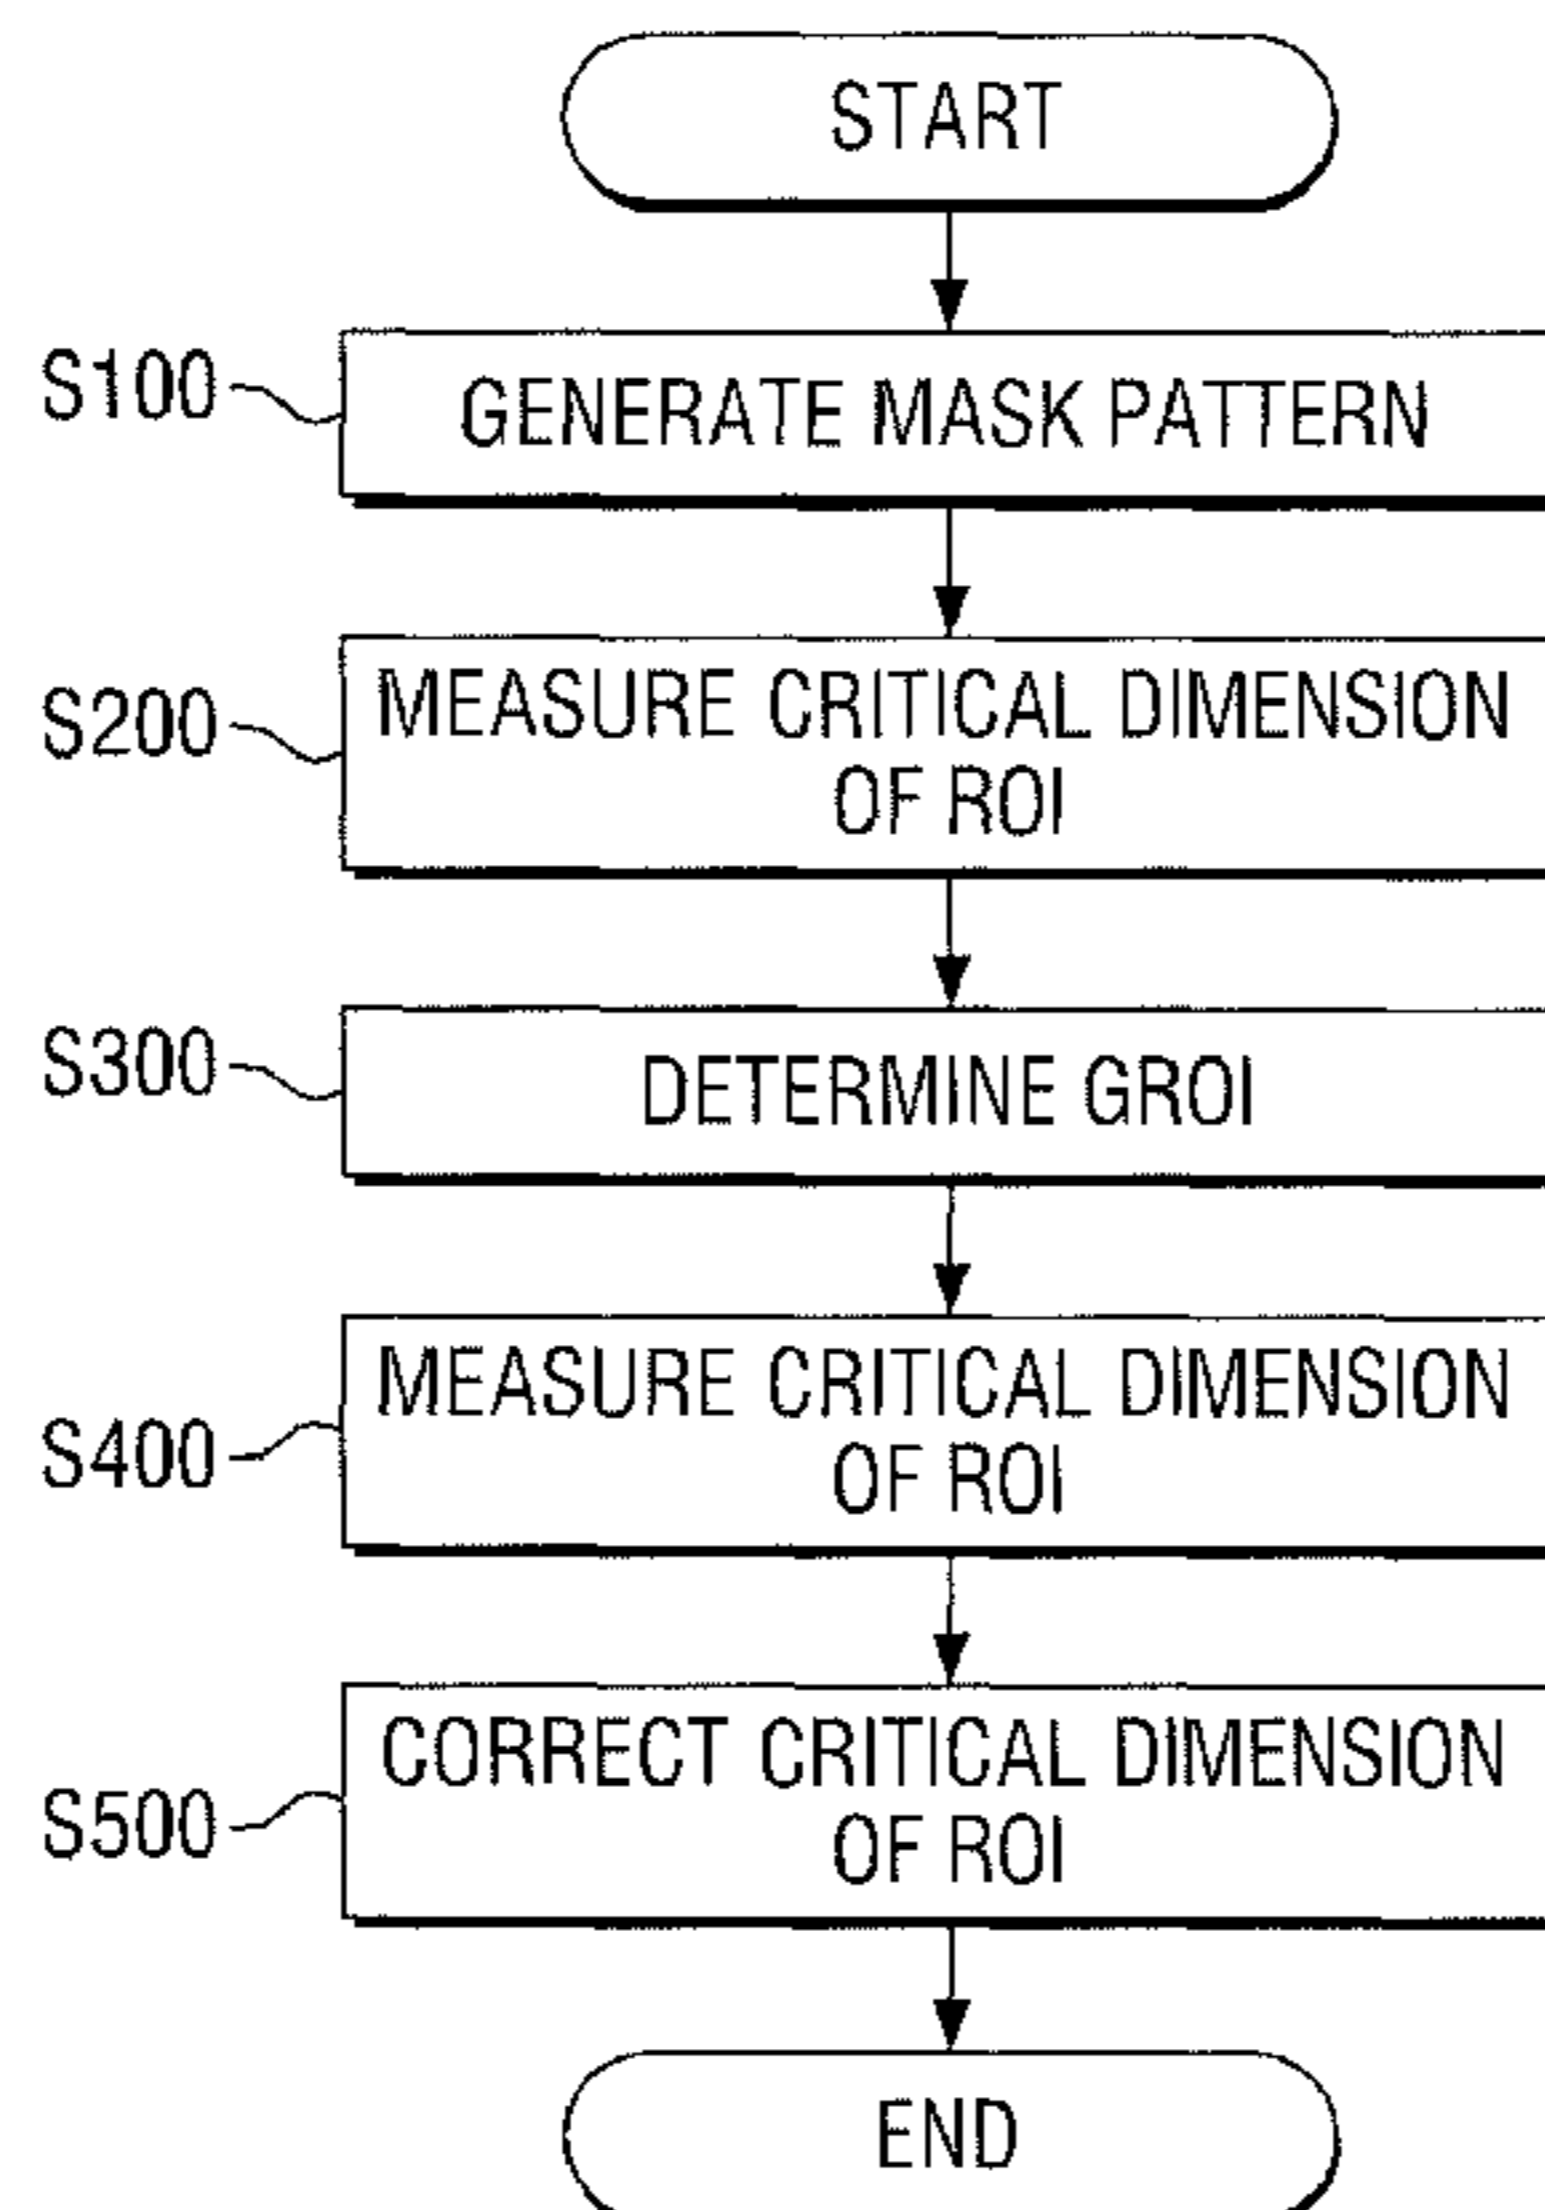 START
S100
GENERATE MASK PATTERN
S200
MEASURE CRITICAL DIMENSION
OF ROI
S300
DETERMINE GROI
S400
MEASURE CRITICAL DIMENSION
OF ROI
S500
CORRECT CRITICAL DIMENSION
OF ROI
END